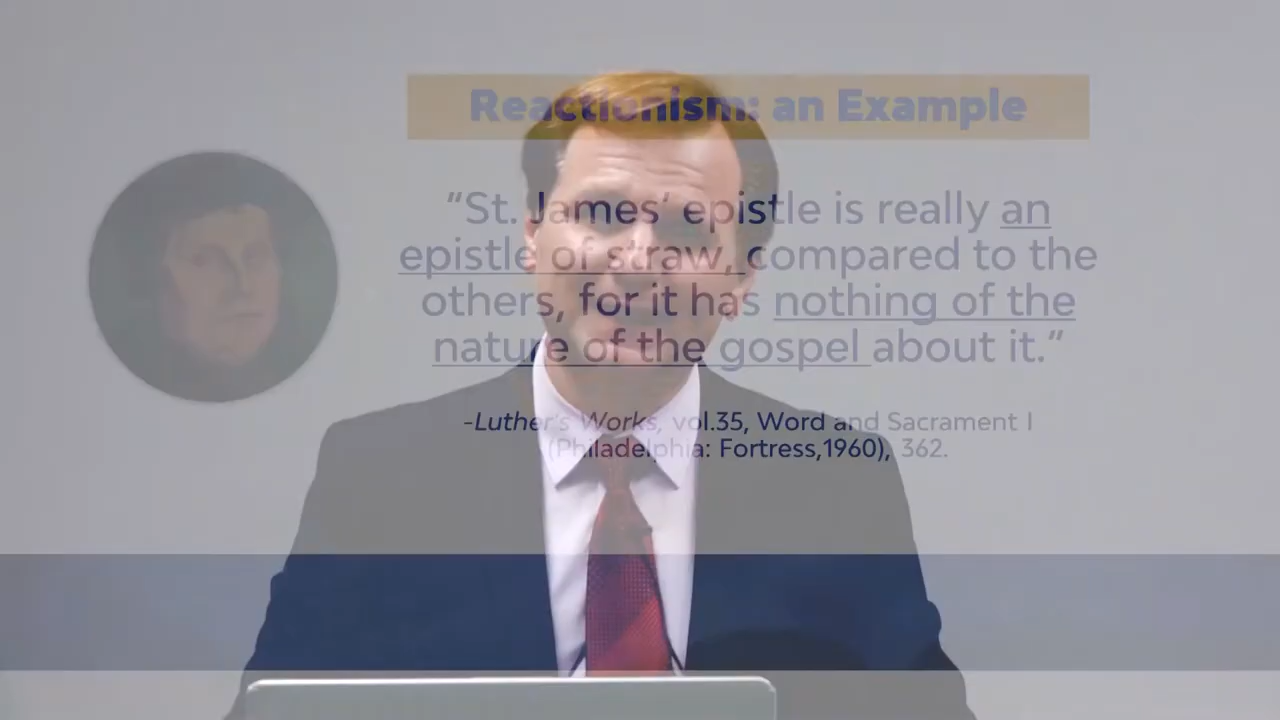 Reactionism: an Example
“St. James’ epistle is really an
epistle of straw, compared to the
others, for it has nothing of the
nature of the gospel about it.”
-Luther's Works, vol.35, Word and Sacrament I
(Philadelphia: Fortress,1960), 362.